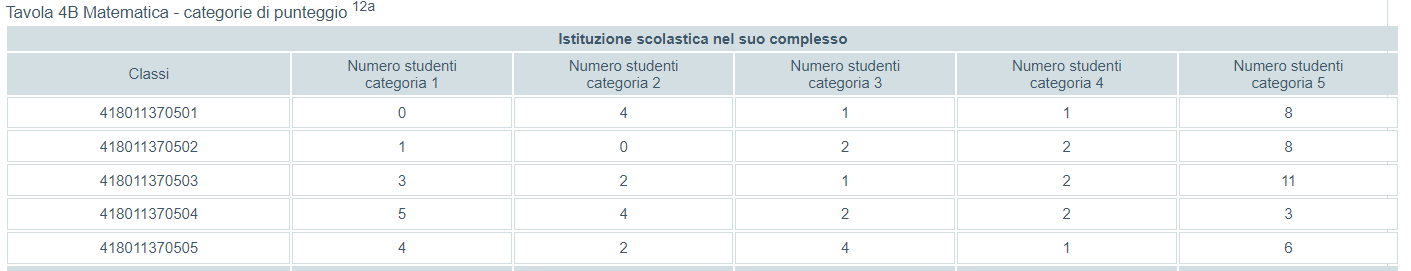 Tavola 4B Matematica - categorie di punteggio 12a
Istituzione scolastica nel suo complesso
Classi Numero studenti categoria 1 Numero studenti categoria 2 Numero studenti categoria 3 Numero studenti categoria 4 Numero studenti categoria 5
418011370501 0 4 1 1 8
418011370502 1 0 2 2 8
418011370503 3 2 1 2 11
418011370504 5 4 2 2 3
418011370505 4 2 4 1 6